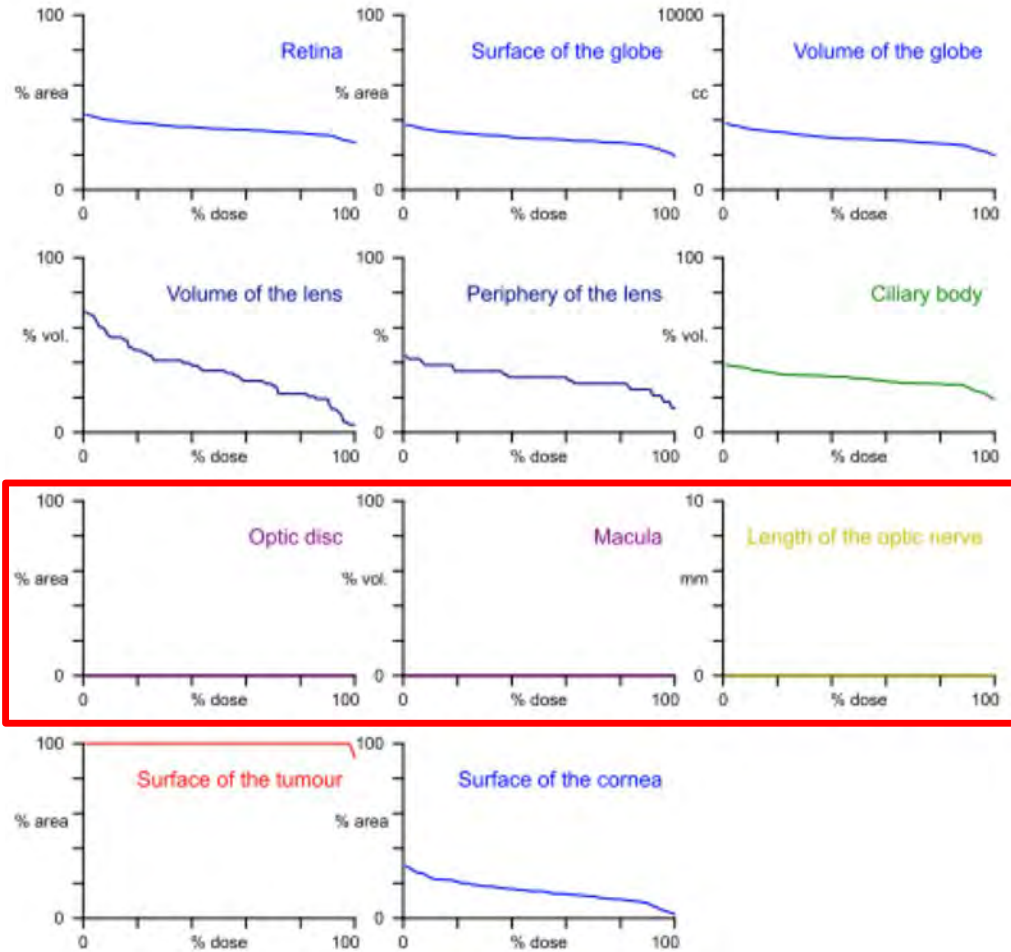 100
Retina
% area
0
0
% dose
100
100
Surface of the globe
% area
0
0
% dose
100
10000
Volume of the globe
cc
0
0
% dose
100
100
Volume of the lens
% vol.
0
0
% dose
100
100
Periphery of the lens
%
0
0
% dose
100
100
Ciliary body
% vol.
0
0
% dose
100
100
Optic disc
% area
0
0
% dose
100
100
Macula
% vol.
0
0
% dose
100
10
Length of the optic nerve
mm
0
0
% dose
100
100
Surface of the tumour
% area
0
0
% dose
100
100
Surface of the cornea
% area
0
0
% dose
100